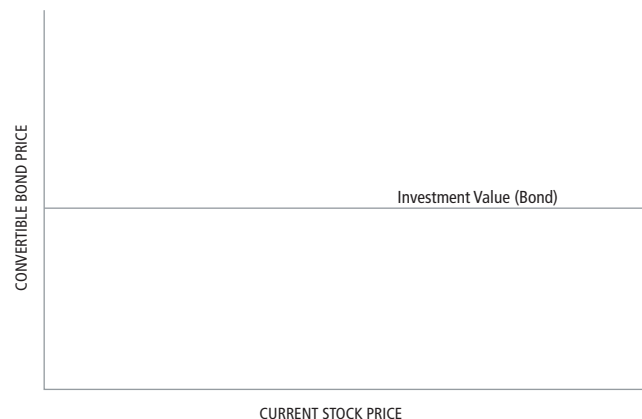 CONVERTIBLE BOND PRICE
Investment Value (Bond)
CURRENT STOCK PRICE